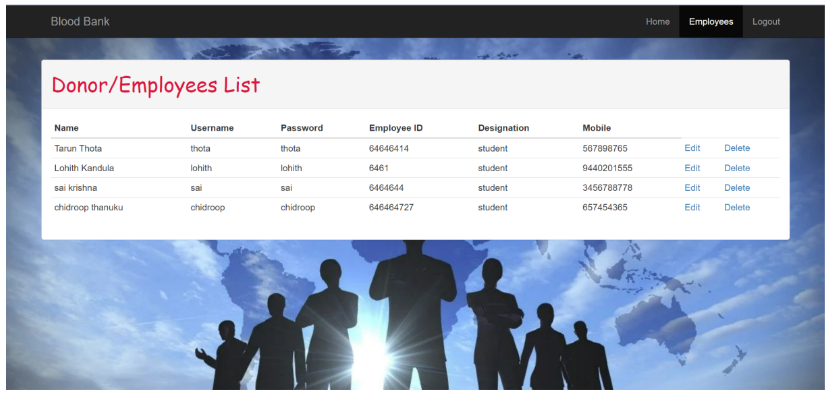 Blood Bank Home Employees Logout
Donor/Employees List
Name Username Password Employee ID Designation Mobile
Tarun Thota thota thota 64646414 student 567898765 Edit Delete
Lohith Kandula lohith lohith 6461 student 9440201555 Edit Delete
sai krishna sai sai 6464644 student 3456788778 Edit Delete
chidroop thanuku chidroop chidroop 646464727 student 657454365 Edit Delete